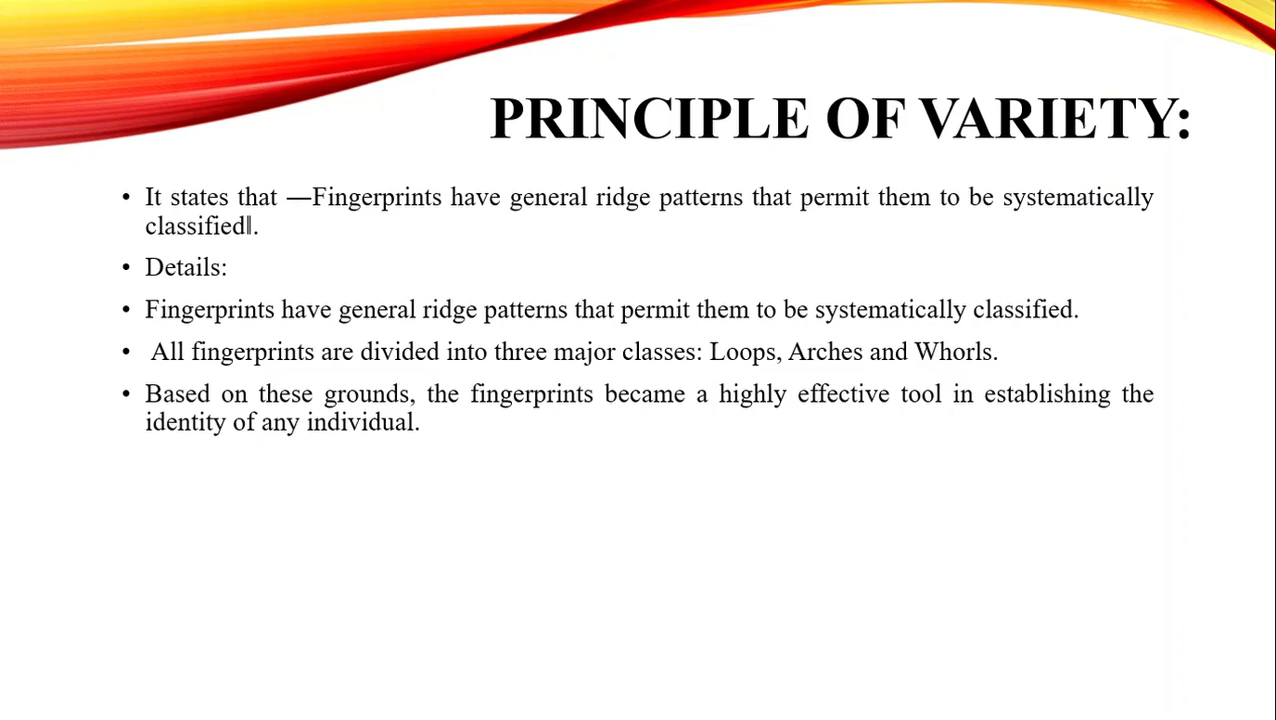 PRINCIPLE OF VARIETY:
• It states that ―Fingerprints have general ridge patterns that permit them to be systematically
classified‖.
• Details:
• Fingerprints have general ridge patterns that permit them to be systematically classified.
• All fingerprints are divided into three major classes: Loops, Arches and Whorls.
• Based on these grounds, the fingerprints became a highly effective tool in establishing the
identity of any individual.